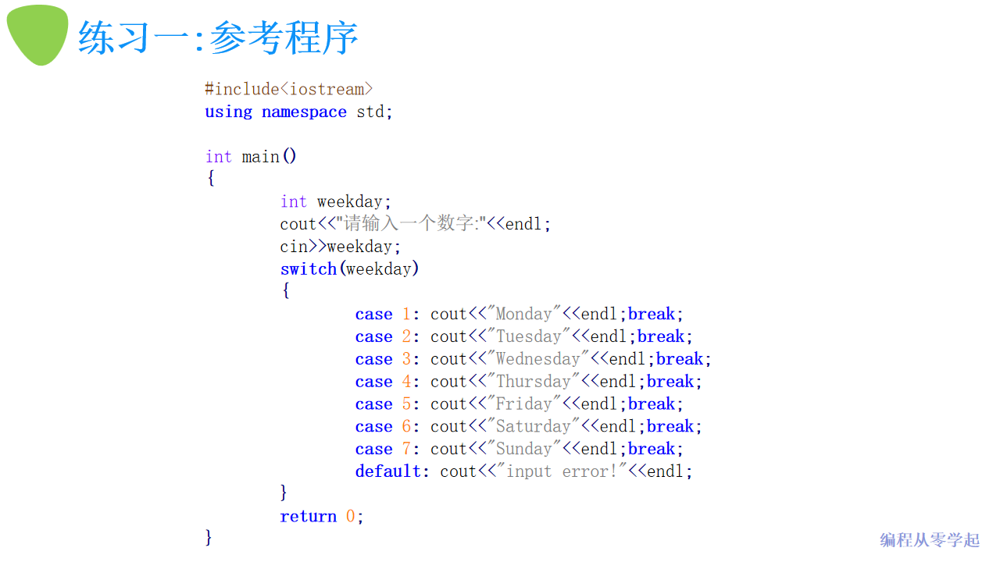 练习一:参考程序
#include<iostream>
using namespace std;
int main()
{
int weekday;
cout<<"请输入一个数字:"<<endl;
cin>>weekday;
switch(weekday)
{
case 1: cout<<"Monday"<<endl;break;
case 2: cout<<"Tuesday"<<endl;break;
case 3: cout<<"Wednesday"<<endl;break;
case 4: cout<<"Thursday"<<endl;break;
case 5: cout<<"Friday"<<endl;break;
case 6: cout<<"Saturday"<<endl;break;
case 7: cout<<"Sunday"<<endl;break;
default: cout<<"input error!"<<endl;
}
return 0;
}
编程从零学起